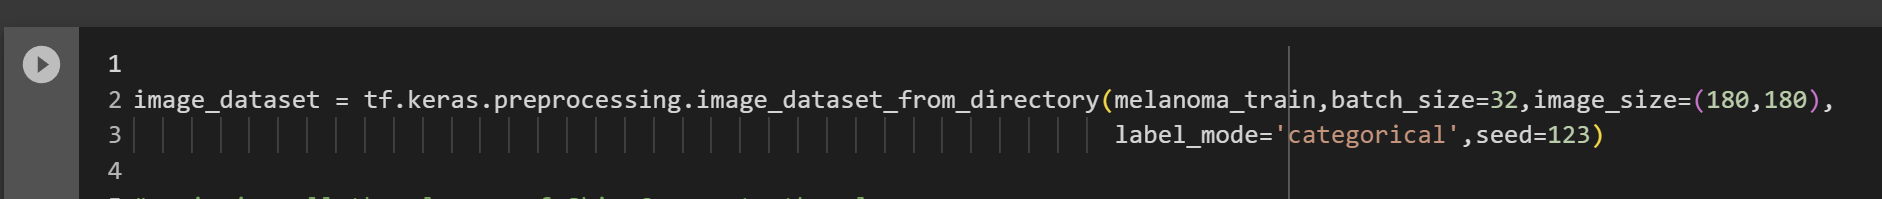 1
2 image_dataset = tf.keras.preprocessing.image_dataset_from_directory(melanoma_train,batch_size=32,image_size=(180,180),
3 label_mode='categorical',seed=123)
4